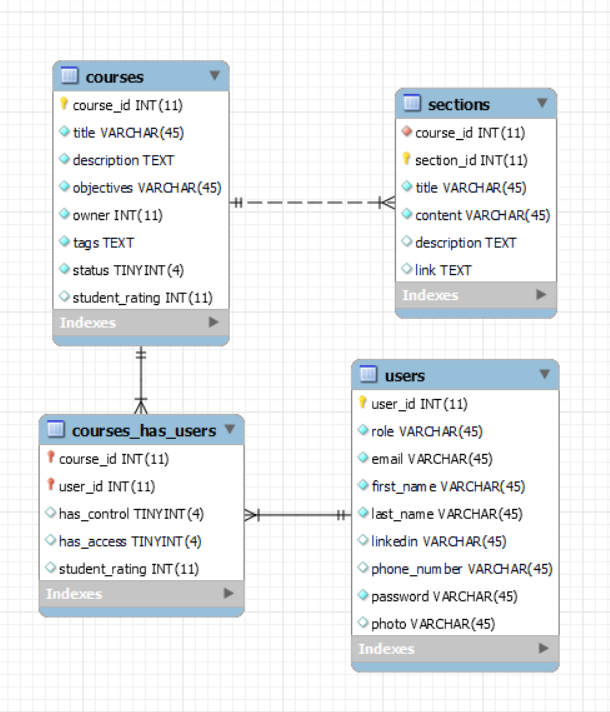 courses
course_id INT(11)
title VARCHAR(45)
description TEXT
objectives VARCHAR(45)
owner INT(11)
tags TEXT
status TINYINT(4)
student_rating INT(11)
Indexes
sections
course_id INT(11)
section_id INT(11)
title VARCHAR(45)
content VARCHAR(45)
description TEXT
link TEXT
Indexes
courses_has_users
course_id INT(11)
user_id INT(11)
has_control TINYINT(4)
has_access TINYINT(4)
student_rating INT(11)
Indexes
users
user_id INT(11)
role VARCHAR(45)
email VARCHAR(45)
first_name VARCHAR(45)
last_name VARCHAR(45)
linkedin VARCHAR(45)
phone_number VARCHAR(45)
password VARCHAR(45)
photo VARCHAR(45)
Indexes